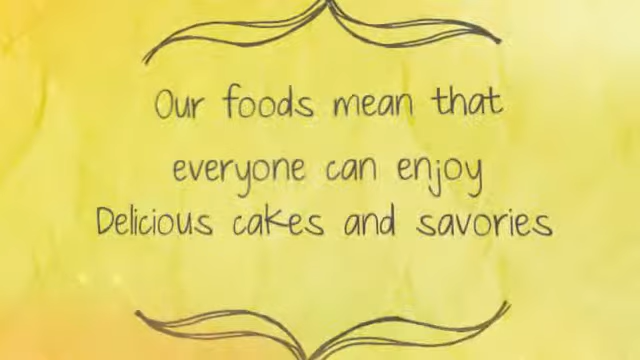 Our foods mean that
everyone can enjoy
Delicious cakes and savories